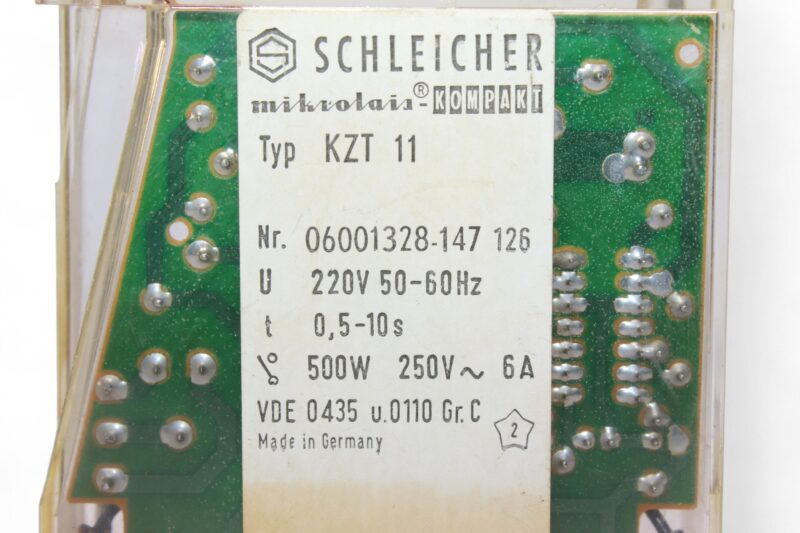 S SCHLEICHER
mikrolais®-KOMPAKT
Typ KZT 11
Nr. 06001328-147 126
U 220V 50-60Hz
t 0,5-10s
500W 250V~ 6A
VDE 0435 u.0110 Gr.C
Made in Germany
2